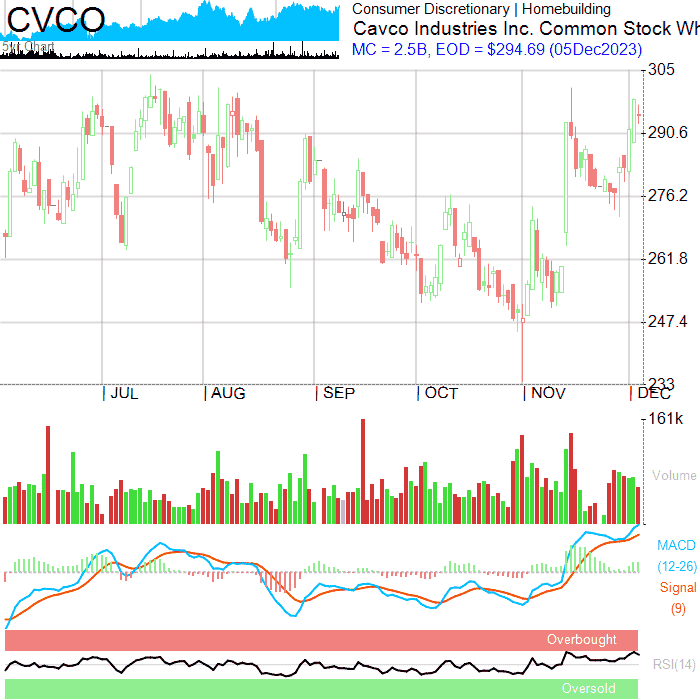 CVCO
5yr Chart
Consumer Discretionary | Homebuilding
Cavco Industries Inc. Common Stock Wh
MC = 2.5B, EOD = $294.69 (05Dec2023)
305
290.6
276.2
261.8
247.4
233
| JUL | AUG | SEP | OCT | NOV | DEC
161K
Volume
MACD
(12-26)
Signal
(9)
Overbought
RSI(14)
Oversold